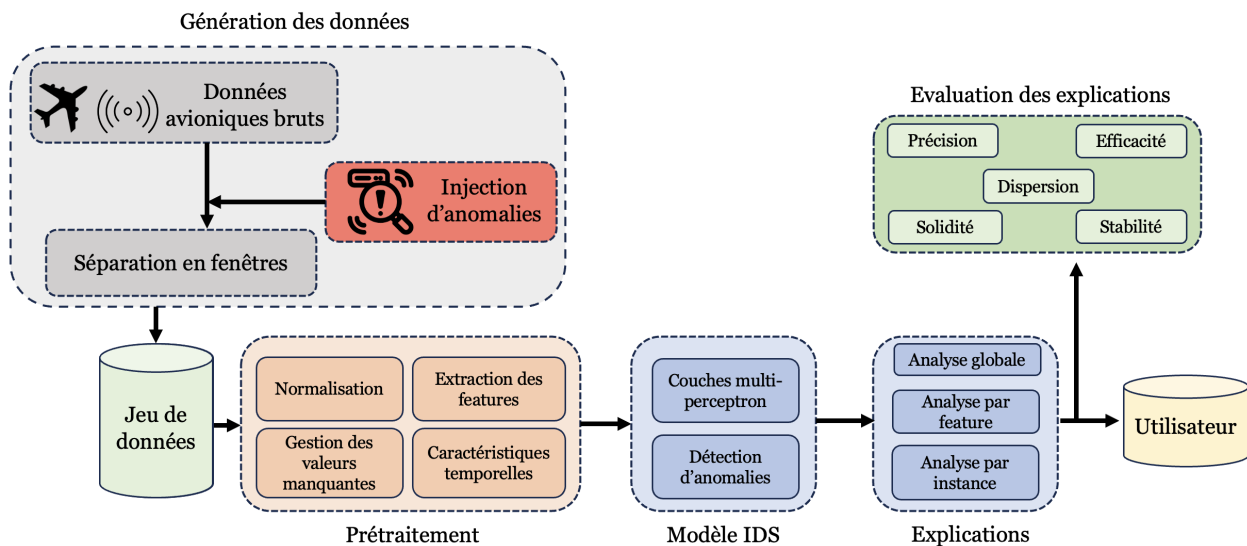 Génération des données
Données
avioniques bruts
Injection
d'anomalies
Séparation en fenêtres
Evaluation des explications
Précision
Efficacité
Dispersion
Solidité
Stabilité
Jeu de
données
Normalisation
Extraction des
features
Gestion des
valeurs
manquantes
Caractéristiques
temporelles
Prétraitement
Couches multi-
perceptron
Détection
d'anomalies
Modèle IDS
Analyse globale
Analyse par
feature
Analyse par
instance
Explications
Utilisateur